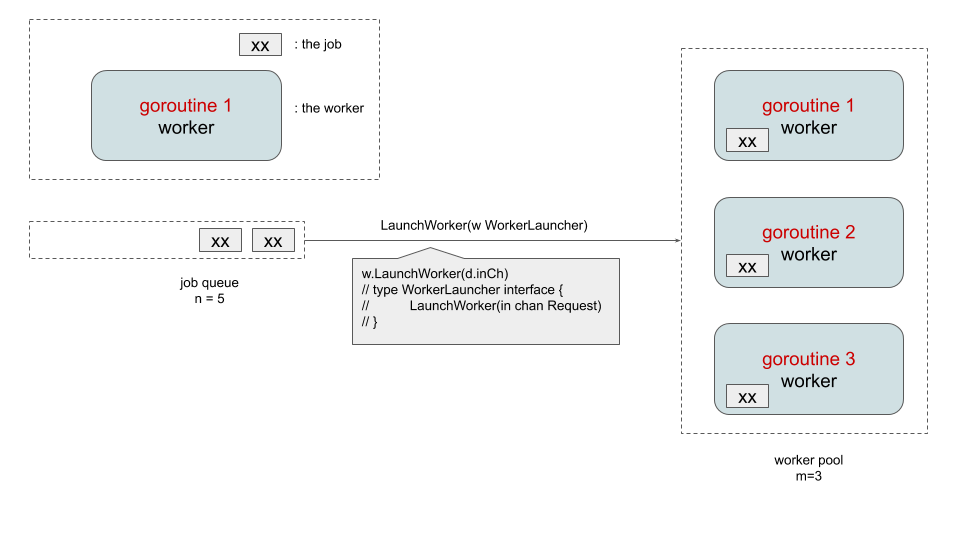 xx
: the job
goroutine 1
worker
: the worker
xx
xx
job queue
n = 5
LaunchWorker(w WorkerLauncher)
w.LaunchWorker(d.inCh)
// type WorkerLauncher interface {
//           LaunchWorker(in chan Request)
// }
goroutine 1
worker
xx
goroutine 2
worker
xx
goroutine 3
worker
xx
worker pool
m=3